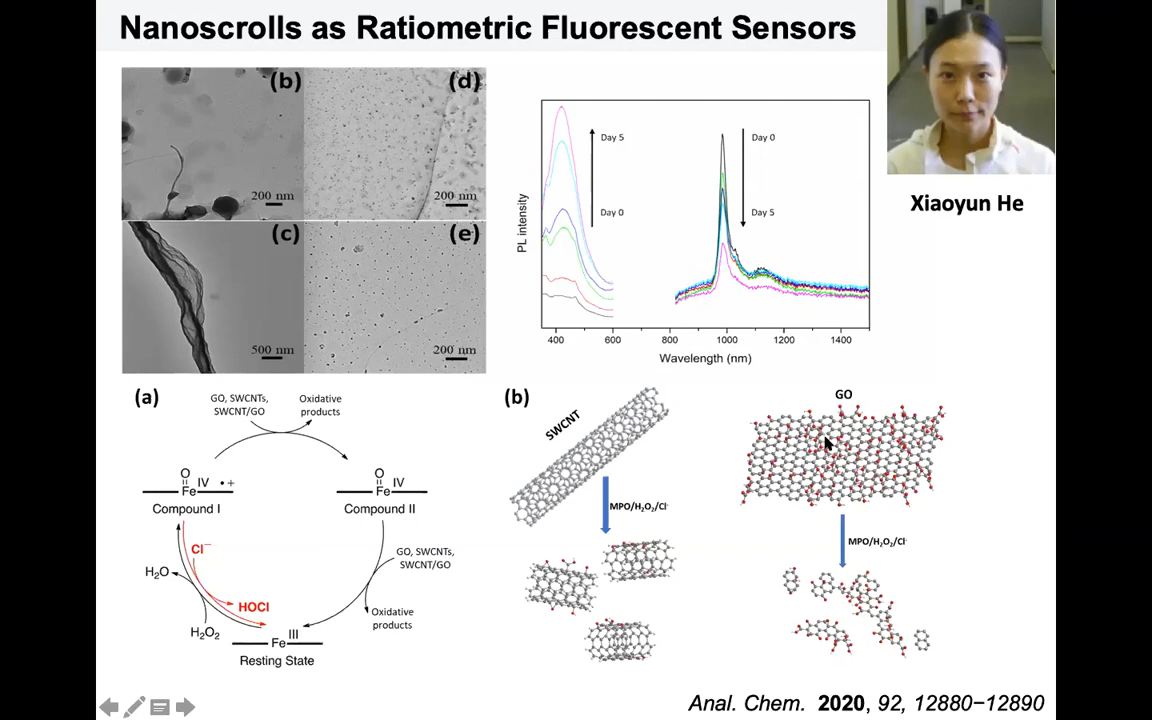 Nanoscrolls as Ratiometric Fluorescent Sensors
Xiaoyun He
(b)
200 nm
(d)
200 nm
(c)
500 nm
(e)
200 nm
PL intensity
Day 5
Day 0
Day 0
Day 5
400 600 800 1000 1200 1400
Wavelength (nm)
(a)
GO, SWCNTs,
SWCNT/GO
Oxidative
products
O
Fe IV •+
Compound I
O
Fe IV
Compound II
Cl⁻
HOCl
H₂O
H₂O₂
GO, SWCNTs,
SWCNT/GO
Oxidative
products
Fe III
Resting State
(b)
SWCNT
MPO/H₂O₂/Cl⁻
GO
MPO/H₂O₂/Cl⁻
Anal. Chem. 2020, 92, 12880−12890